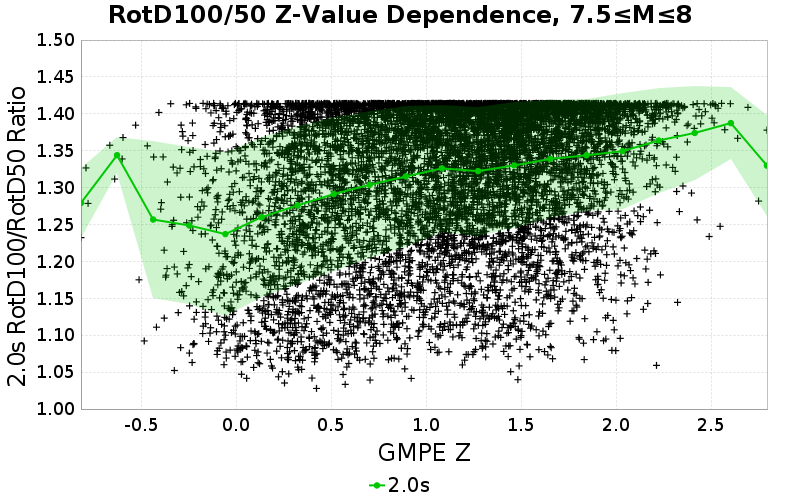 RotD100/50 Z-Value Dependence, 7.5≤M≤8
2.0s RotD100/RotD50 Ratio
1.50
1.45
1.40
1.35
1.30
1.25
1.20
1.15
1.10
1.05
1.00
-0.5 0.0 0.5 1.0 1.5 2.0 2.5
GMPE Z
2.0s